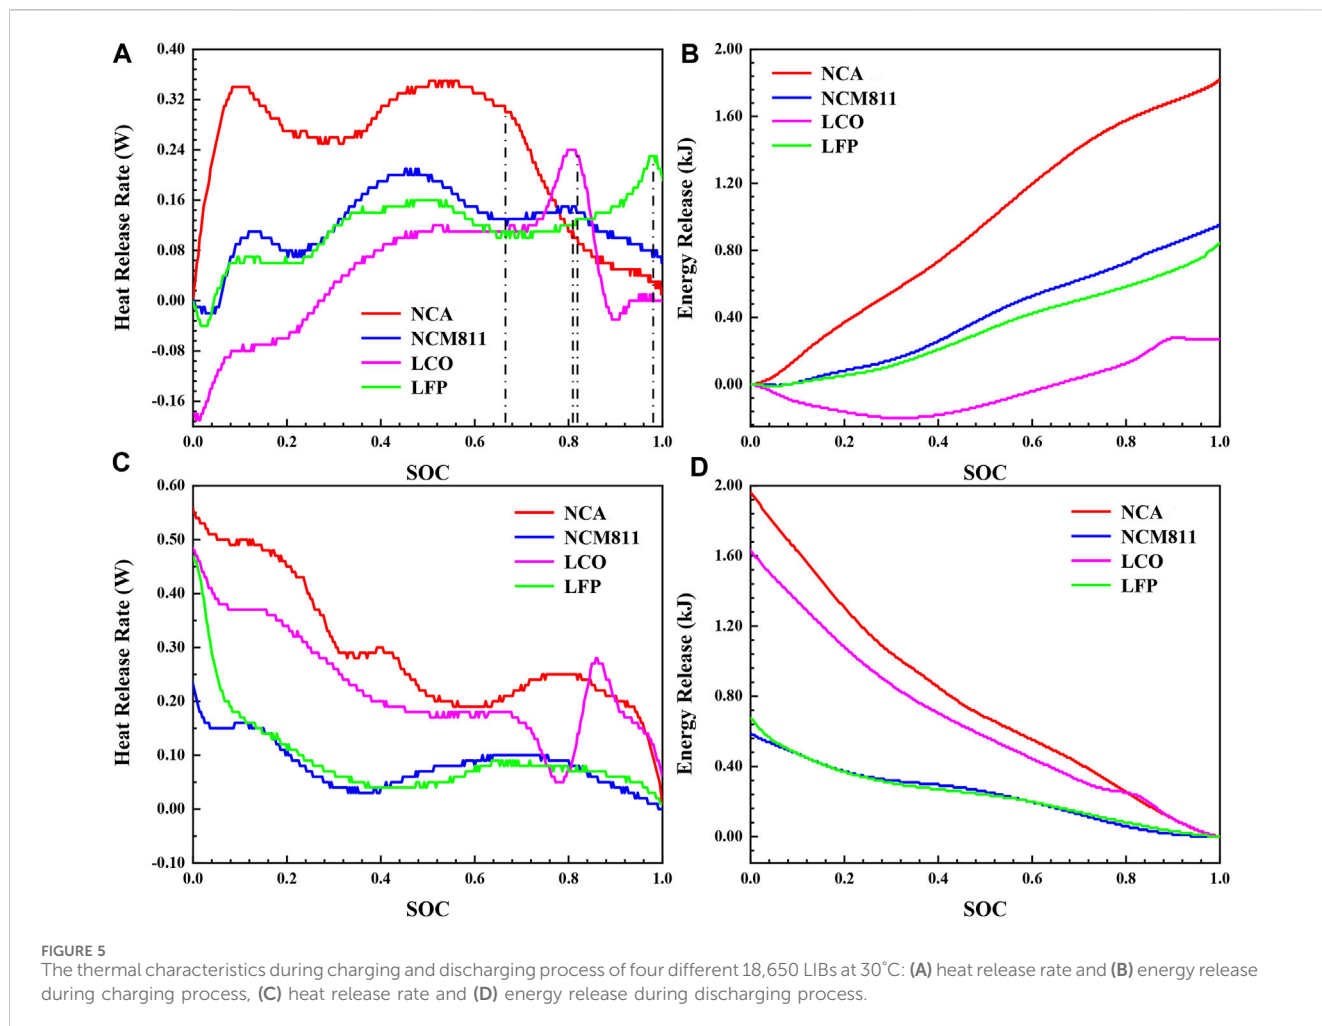 A
Heat Release Rate (W)
0.40
0.32
0.24
0.16
0.08
0.00
-0.08
-0.16
NCA
NCM811
LCO
LFP
0.0 0.2 0.4 0.6 0.8 1.0
SOC
B
Energy Release (kJ)
2.00
1.60
1.20
0.80
0.40
0.00
NCA
NCM811
LCO
LFP
0.0 0.2 0.4 0.6 0.8 1.0
SOC
C
Heat Release Rate (W)
0.60
0.50
0.40
0.30
0.20
0.10
0.00
-0.10
NCA
NCM811
LCO
LFP
0.0 0.2 0.4 0.6 0.8 1.0
SOC
D
Energy Release (kJ)
2.00
1.60
1.20
0.80
0.40
0.00
NCA
NCM811
LCO
LFP
0.0 0.2 0.4 0.6 0.8 1.0
SOC
FIGURE 5
The thermal characteristics during charging and discharging process of four different 18,650 LIBs at 30°C: (A) heat release rate and (B) energy release
during charging process, (C) heat release rate and (D) energy release during discharging process.